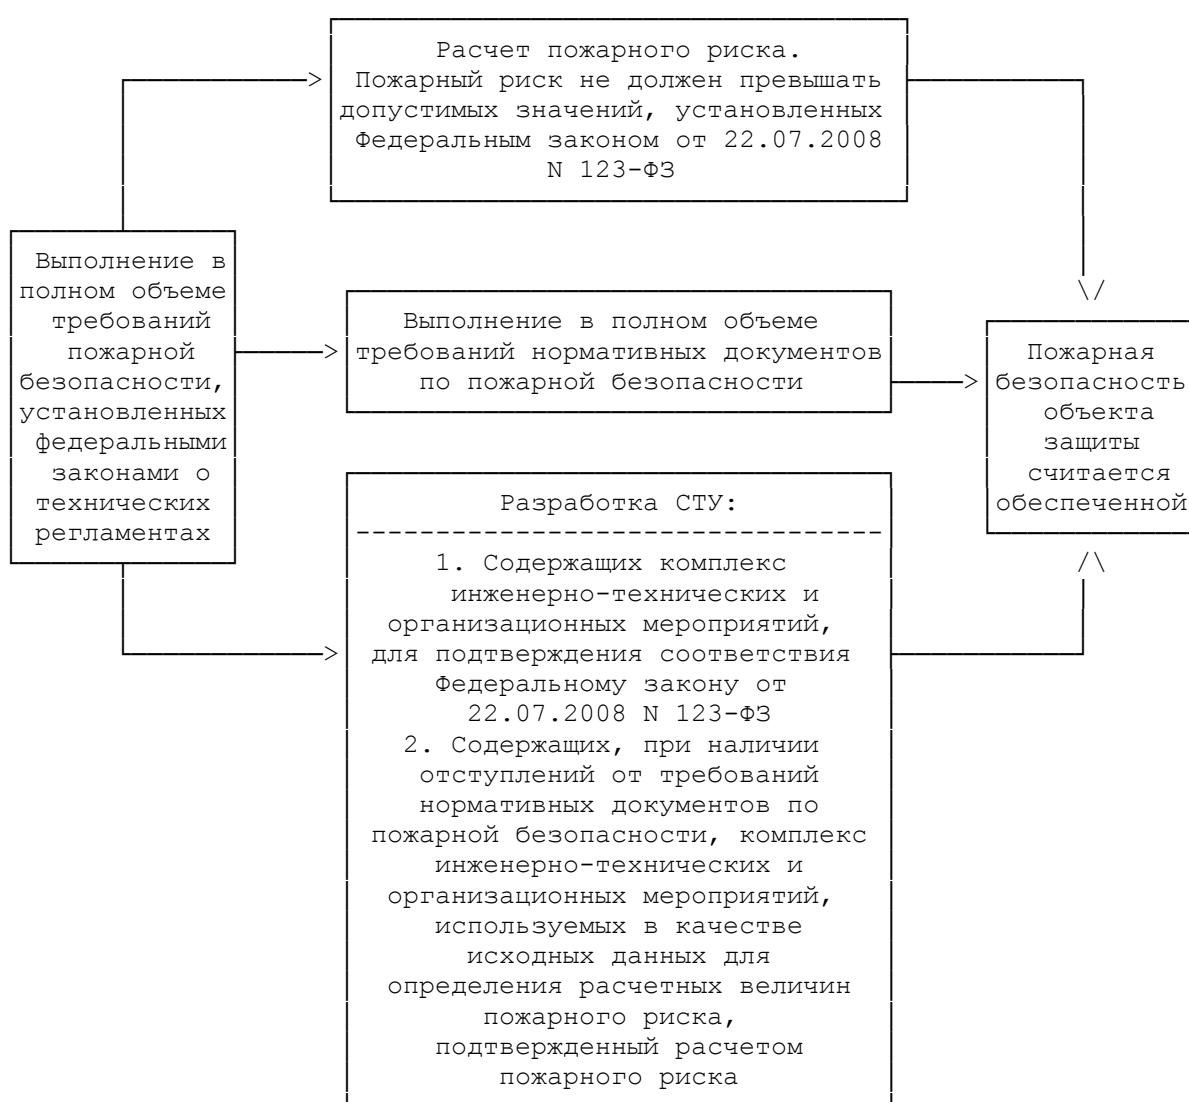 Расчет пожарного риска.
Пожарный риск не должен превышать
допустимых значений, установленных
Федеральным законом от 22.07.2008
N 123-ФЗ
Выполнение в
полном объеме
требований
пожарной
безопасности,
установленных
федеральными
законами о
технических
регламентах
Выполнение в полном объеме
требований нормативных документов
по пожарной безопасности
Пожарная
безопасность
объекта
защиты
считается
обеспеченной
Разработка СТУ:
1. Содержащих комплекс
инженерно-технических и
организационных мероприятий,
для подтверждения соответствия
Федеральному закону от
22.07.2008 N 123-ФЗ
2. Содержащих, при наличии
отступлений от требований
нормативных документов по
пожарной безопасности, комплекс
инженерно-технических и
организационных мероприятий,
используемых в качестве
исходных данных для
определения расчетных величин
пожарного риска,
подтвержденный расчетом
пожарного риска